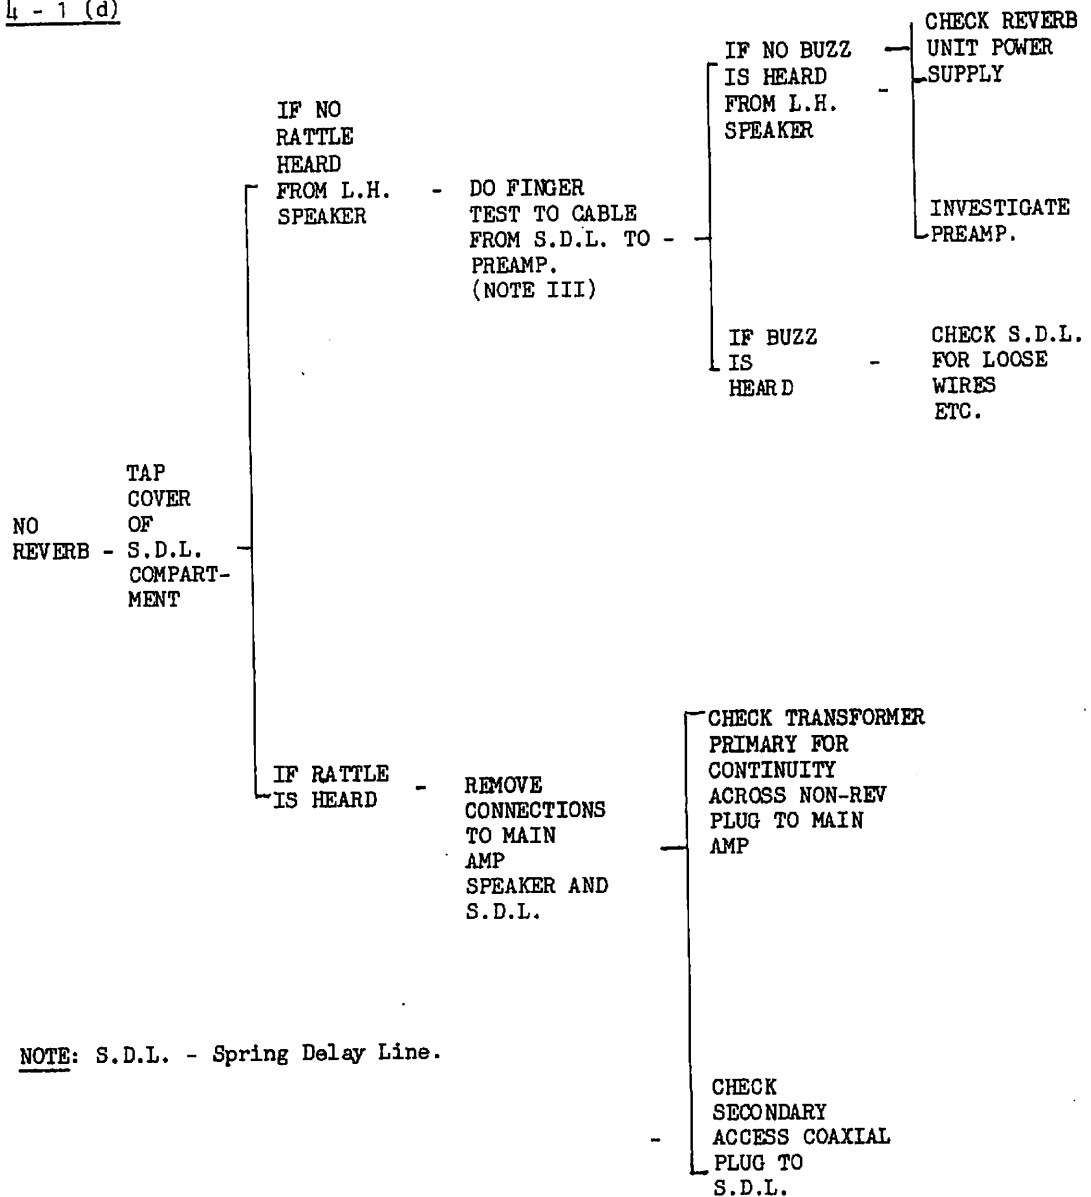 4 - 1 (d)
NO
REVERB -
TAP
COVER
OF
S.D.L.
COMPART-
MENT
IF NO
RATTLE
HEARD
FROM L.H. -
SPEAKER
DO FINGER
TEST TO CABLE
FROM S.D.L. TO -
PREAMP.
(NOTE III)
IF NO BUZZ
IS HEARD -
FROM L.H.
SPEAKER
CHECK REVERB
UNIT POWER
SUPPLY
INVESTIGATE
PREAMP.
IF BUZZ
IS -
HEARD
CHECK S.D.L.
FOR LOOSE
WIRES
ETC.
IF RATTLE -
IS HEARD
REMOVE
CONNECTIONS
TO MAIN
AMP
SPEAKER AND
S.D.L.
CHECK TRANSFORMER
PRIMARY FOR
CONTINUITY
ACROSS NON-REV
PLUG TO MAIN
AMP
CHECK
SECONDARY
- ACCESS COAXIAL
PLUG TO
S.D.L.
NOTE: S.D.L. - Spring Delay Line.